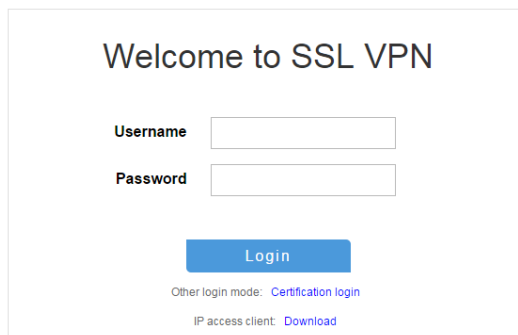 Welcome to SSL VPN
Username
Password
Login
Other login mode: Certification login
IP access client: Download